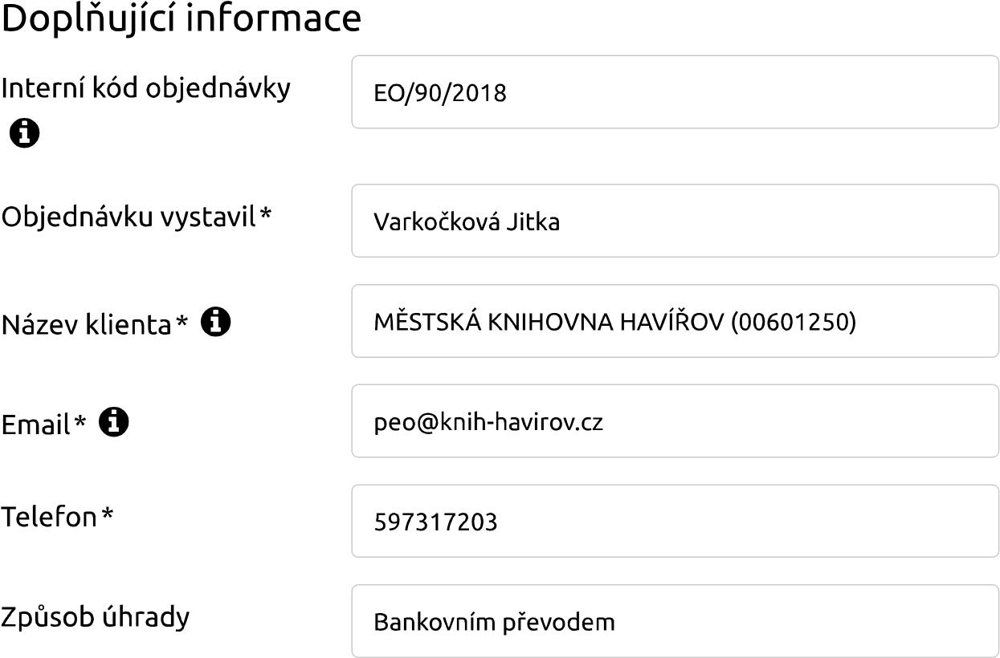 Doplňující informace
Interní kód objednávky
EO/90/2018
Objednávku vystavil*
Varkočková Jitka
Název klienta*
MĚSTSKÁ KNIHOVNA HAVÍŘOV (00601250)
Email*
peo@knih-havirov.cz
Telefon*
597317203
Způsob úhrady
Bankovním převodem